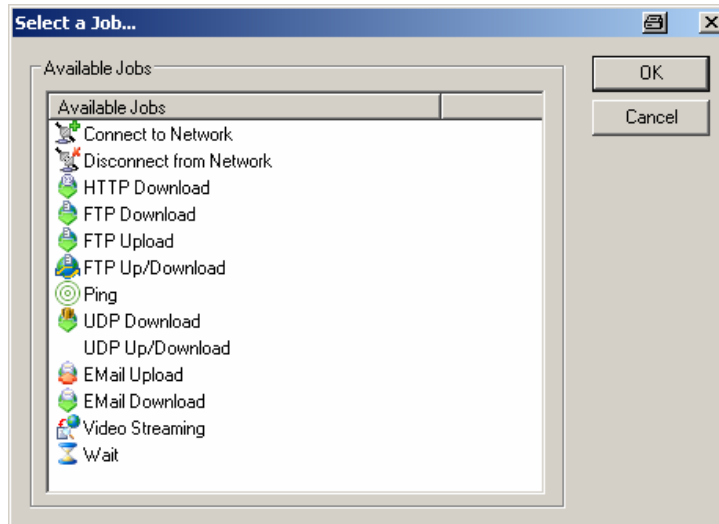 Select a Job...
Available Jobs
OK
Cancel
Available Jobs
Connect to Network
Disconnect from Network
HTTP Download
FTP Download
FTP Upload
FTP Up/Download
Ping
UDP Download
UDP Up/Download
EMail Upload
EMail Download
Video Streaming
Wait